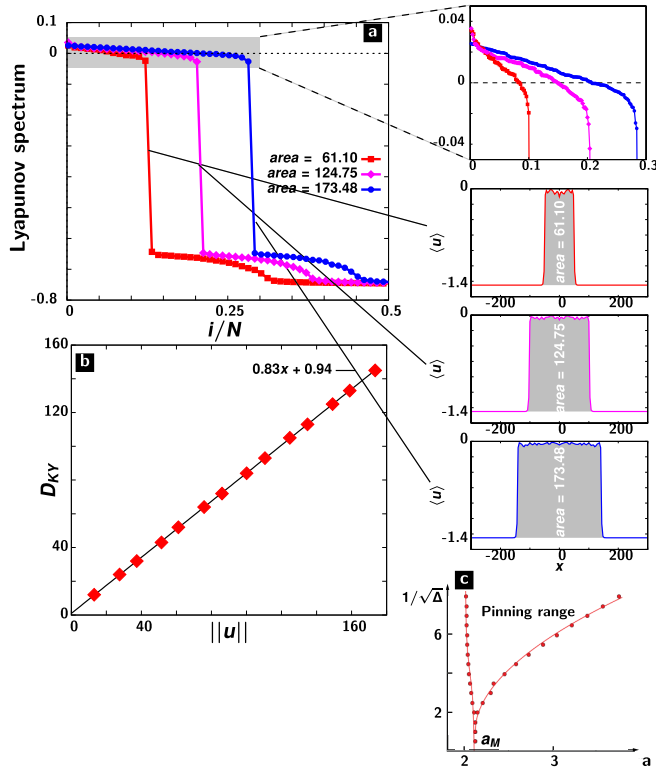 0.1
0
-0.8
Lyapunov spectrum
a
area = 61.10
area = 124.75
area = 173.48
0
0.25
0.5
i/N
0.04
0
-0.04
0
0.1
0.2
0.3
0
-1.4
⟨u⟩
area = 61.10
-200
0
200
0
-1.4
⟨u⟩
area = 124.75
-200
0
200
0
-1.4
⟨u⟩
area = 173.48
-200
0
200
x
b
160
120
80
40
0
D_KY
0.83x + 0.94
0
40
80
120
160
||u||
c
1/√Δ
Pinning range
8
6
4
2
a_M
2
3
a